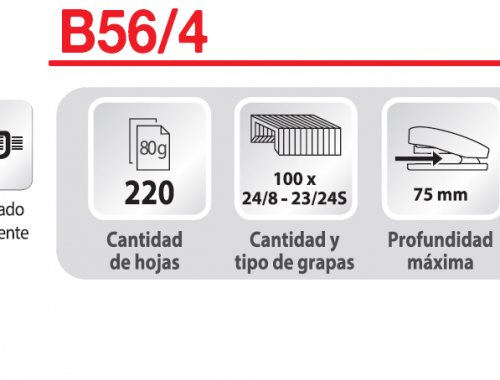 B56/4
80g
220
Cantidad
de hojas
100 x
24/8 - 23/24S
Cantidad y
tipo de grapas
75 mm
Profundidad
máxima
ado
ente